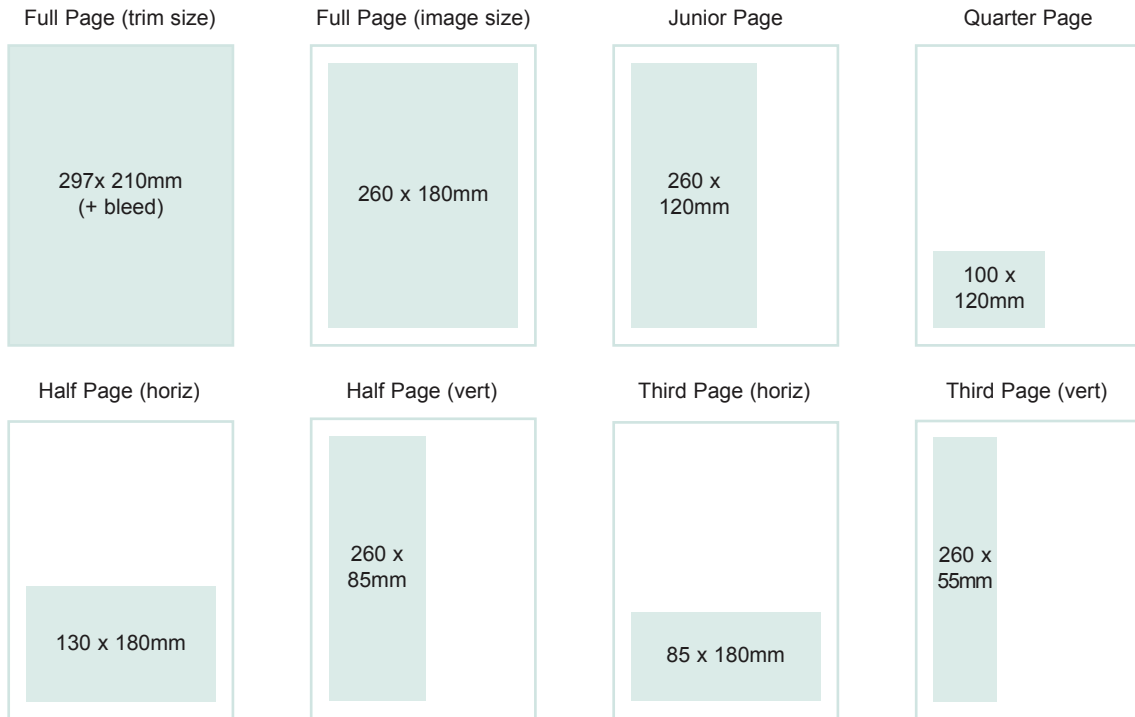 Full Page (trim size)
Full Page (image size)
Junior Page
Quarter Page
297x 210mm
(+ bleed)
260 x 180mm
260 x
120mm
100 x
120mm
Half Page (horiz)
Half Page (vert)
Third Page (horiz)
Third Page (vert)
130 x 180mm
260 x
85mm
85 x 180mm
260 x
55mm